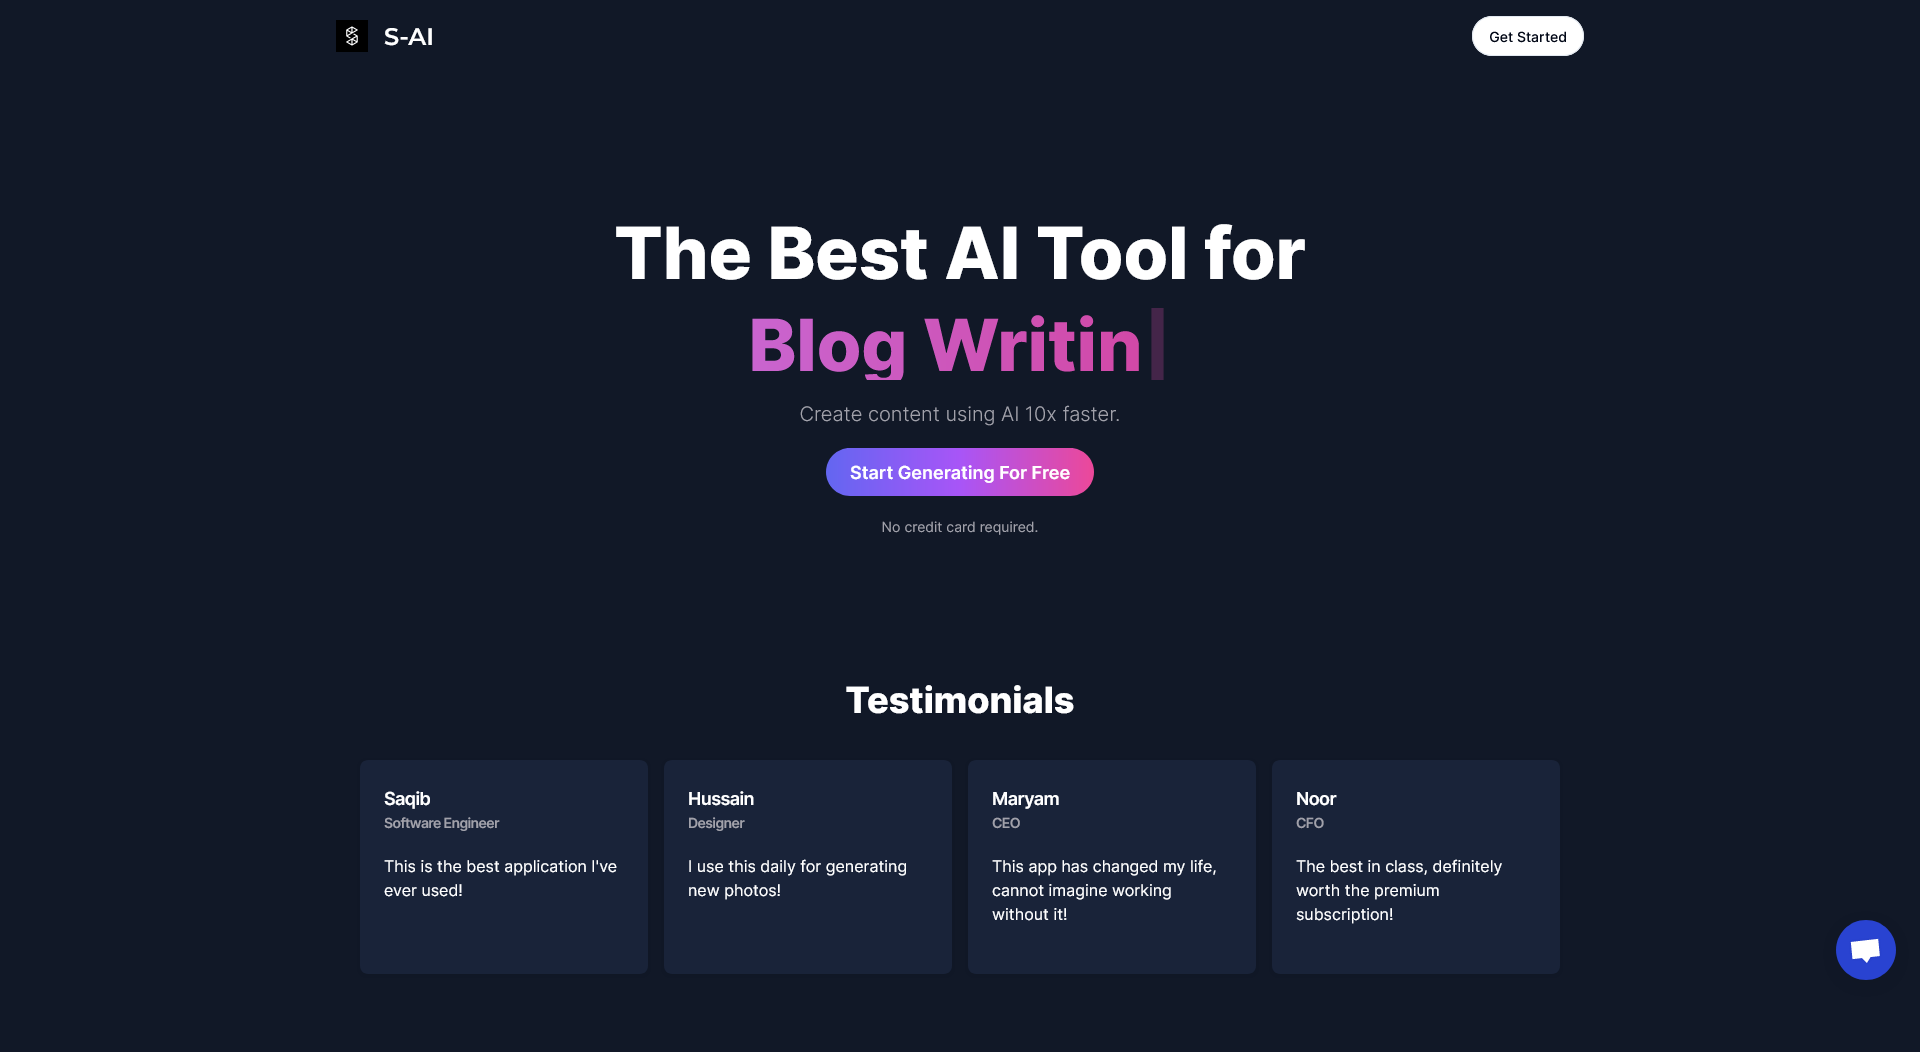 S-AI
Get Started
The Best AI Tool for
Blog Writin
Create content using AI 10x faster.
Start Generating For Free
No credit card required.
Testimonials
Saqib
Software Engineer
This is the best application I've
ever used!
Hussain
Designer
I use this daily for generating
new photos!
Maryam
CEO
This app has changed my life,
cannot imagine working
without it!
Noor
CFO
The best in class, definitely
worth the premium
subscription!